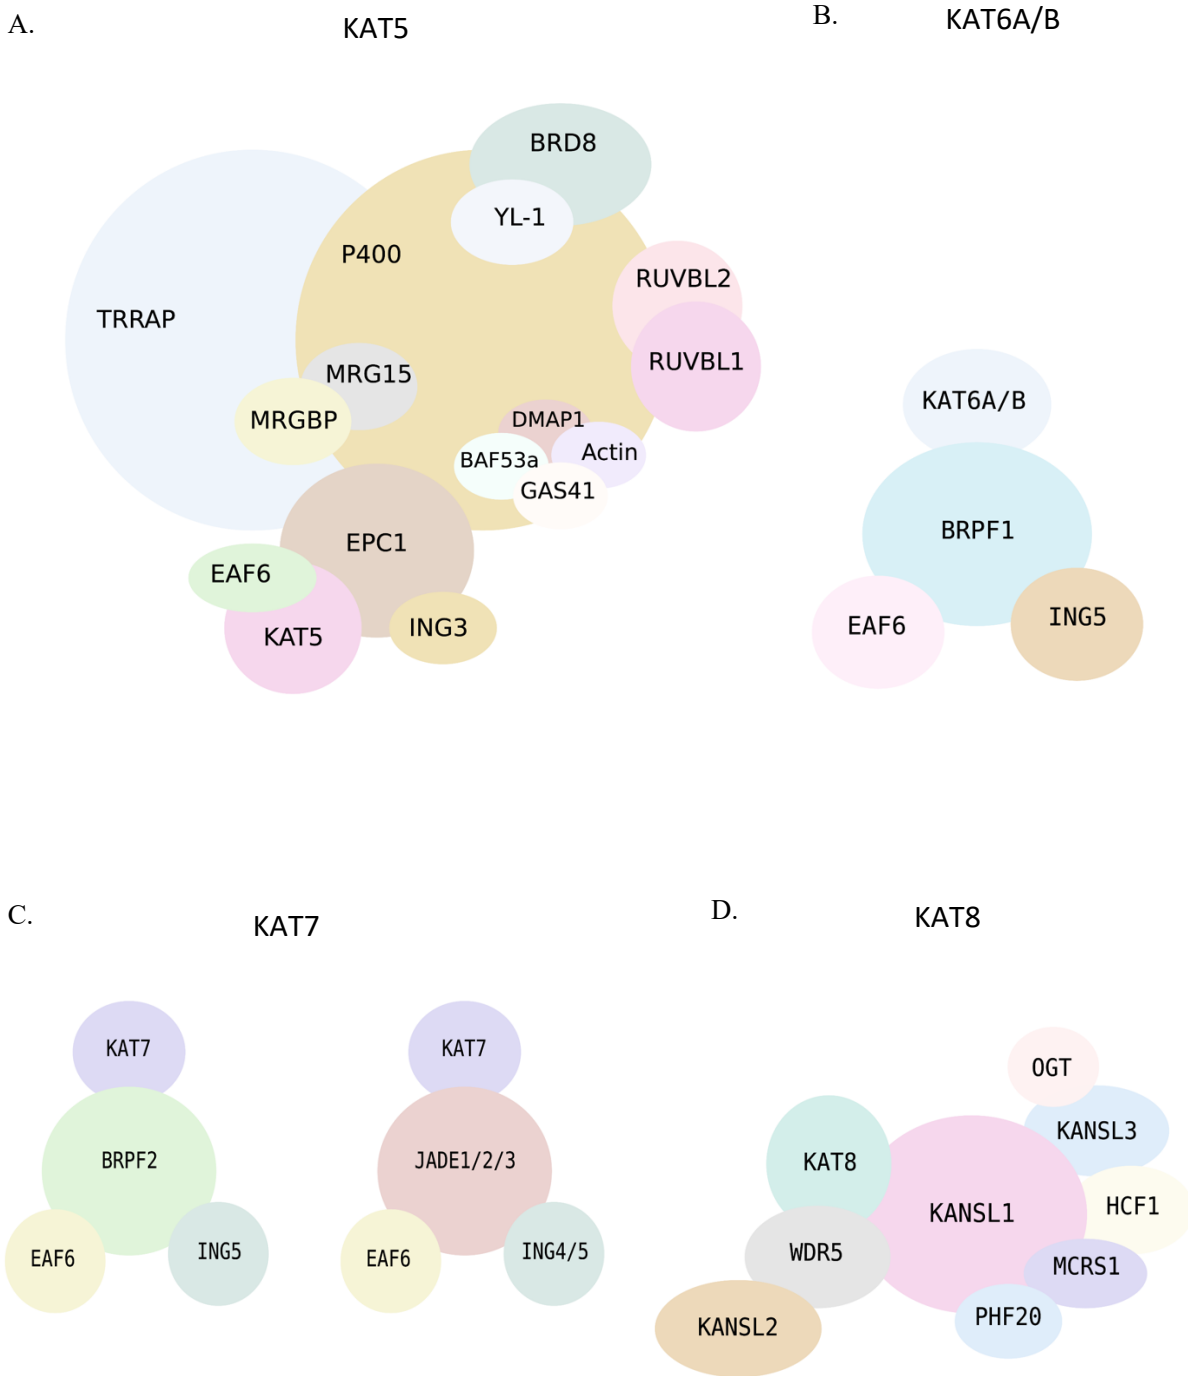 A.
KAT5
B.
KAT6A/B
BRD8
YL-1
P400
RUVBL2
TRRAP
RUVBL1
MRG15
MRGBP
DMAP1
Actin
BAF53a
GAS41
EPC1
EAF6
ING3
KAT5
KAT6A/B
BRPF1
EAF6
ING5
C.
KAT7
D.
KAT8
KAT7
BRPF2
EAF6
ING5
KAT7
JADE1/2/3
EAF6
ING4/5
OGT
KANSL3
KAT8
KANSL1
HCF1
WDR5
MCRS1
PHF20
KANSL2